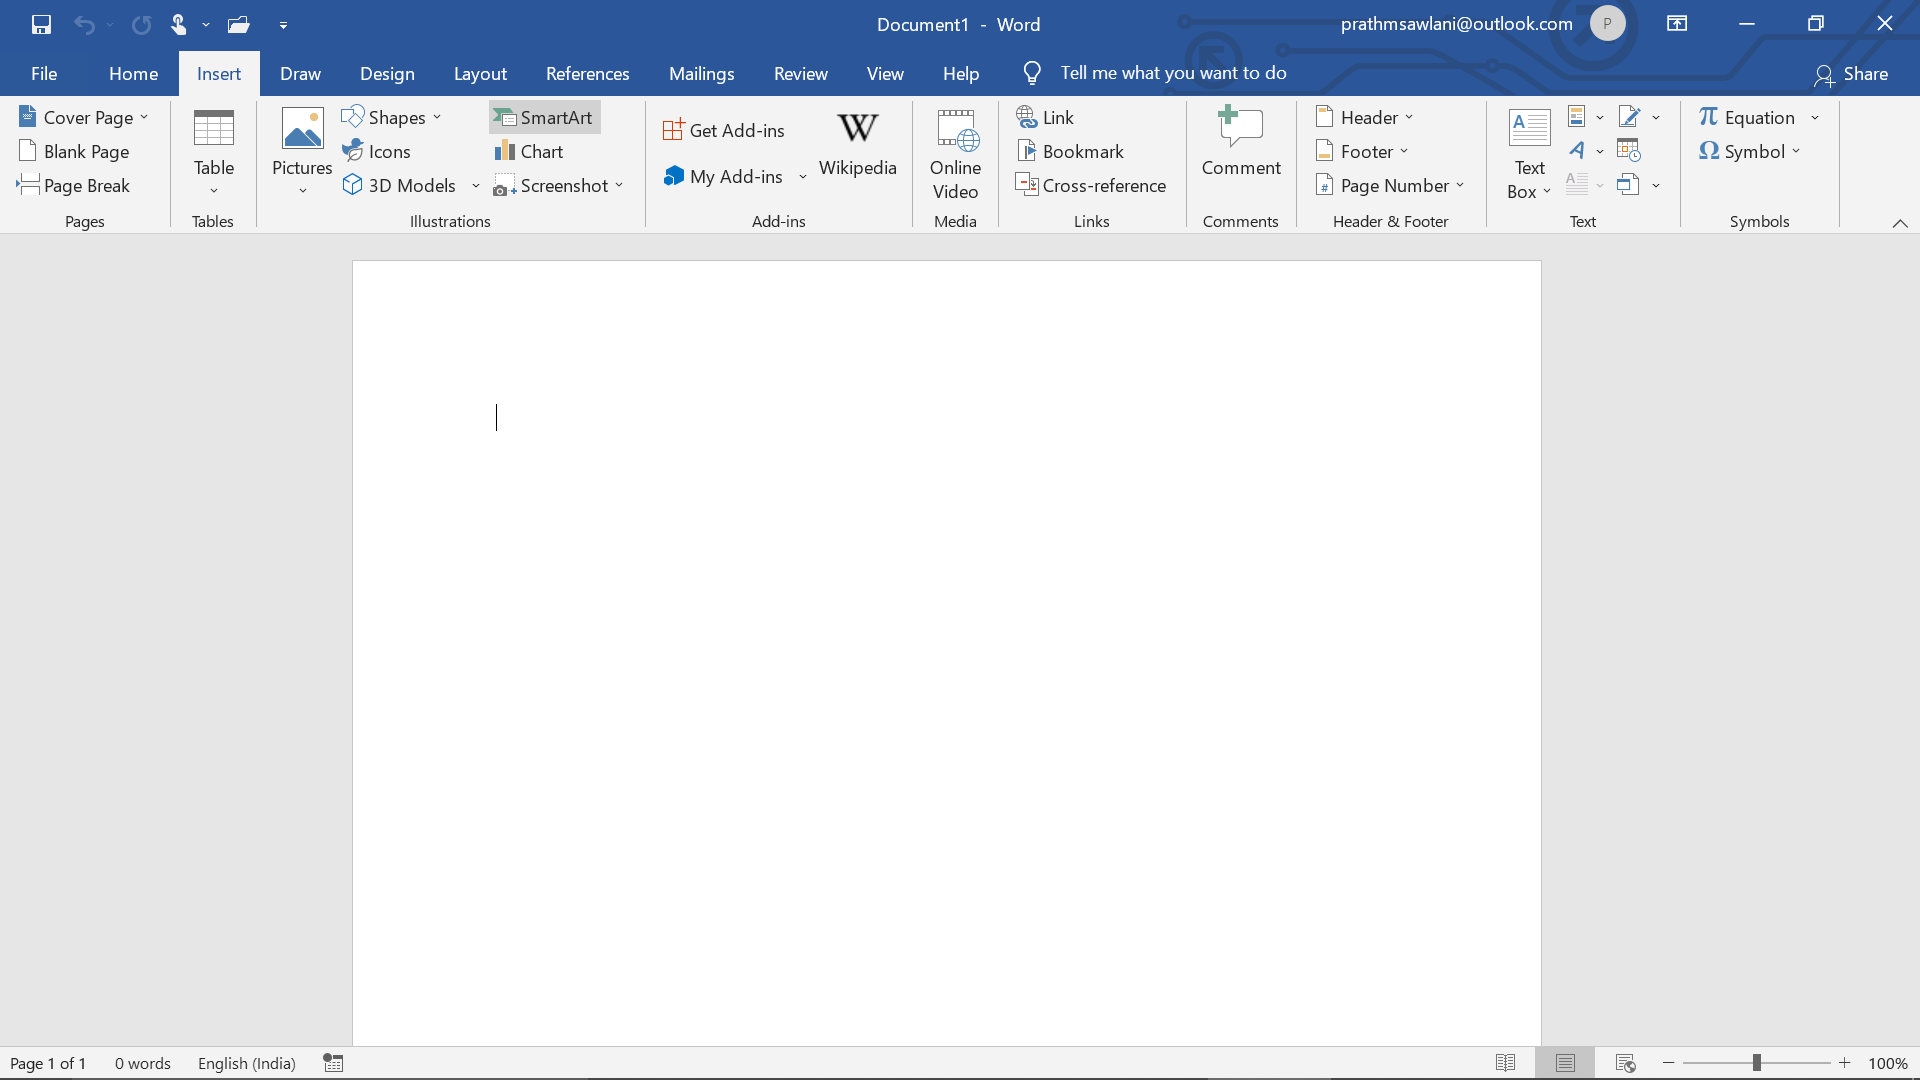 Document1 - Word
prathmsawlani@outlook.com
P
File
Home
Insert
Draw
Design
Layout
References
Mailings
Review
View
Help
Tell me what you want to do
Share
Cover Page
Blank Page
Page Break
Pages
Table
Tables
Pictures
Shapes
Icons
3D Models
SmartArt
Chart
Screenshot
Illustrations
Get Add-ins
My Add-ins
W
Wikipedia
Add-ins
Online
Video
Media
Link
Bookmark
Cross-reference
Links
Comment
Comments
Header
Footer
# Page Number
Header & Footer
A
Text
Box
A
A
Text
π Equation
Ω Symbol
Symbols
Page 1 of 1
0 words
English (India)
100%